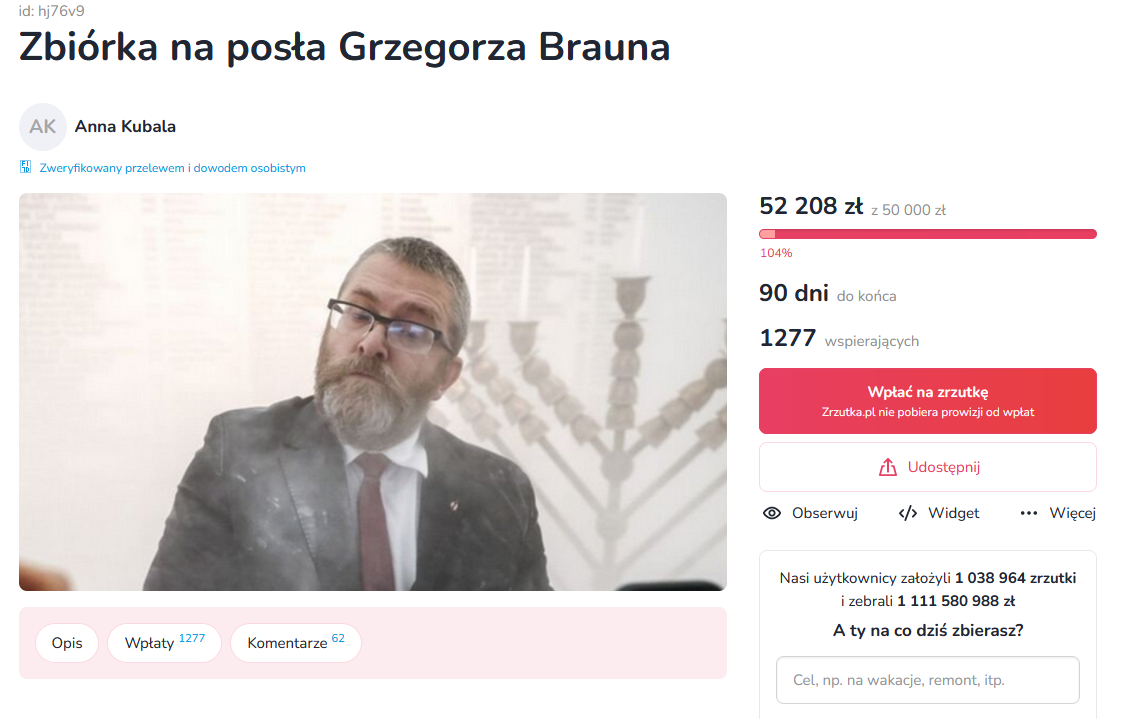 id: hj76v9
Zbiórka na posła Grzegorza Brauna
AK
Anna Kubala
Zweryfikowany przelewem i dowodem osobistym
52 208 zł z 50 000 zł
104%
90 dni do końca
1277 wspierających
Wpłać na zrzutkę
Zrzutka.pl nie pobiera prowizji od wpłat
Udostępnij
Obserwuj
Widget
Więcej
Nasi użytkownicy założyli 1 038 964 zrzutki
i zebrali 1 111 580 988 zł
A ty na co dziś zbierasz?
Cel, np. na wakacje, remont, itp.
Opis
Wpłaty 1277
Komentarze 62